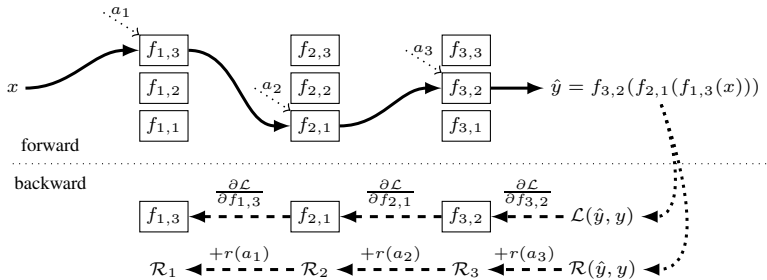 a₁
f₁,₃ f₂,₃ f₃,₃
a₃
x f₁,₂ f₂,₂ f₃,₂ ŷ = f₃,₂(f₂,₁(f₁,₃(x)))
a₂
f₁,₁ f₂,₁ f₃,₁
forward
backward
∂ℒ/∂f₁,₃ ∂ℒ/∂f₂,₁ ∂ℒ/∂f₃,₂
f₁,₃ f₂,₁ f₃,₂ ℒ(ŷ, y)
+r(a₁) +r(a₂) +r(a₃)
ℛ₁ ℛ₂ ℛ₃ ℛ(ŷ, y)